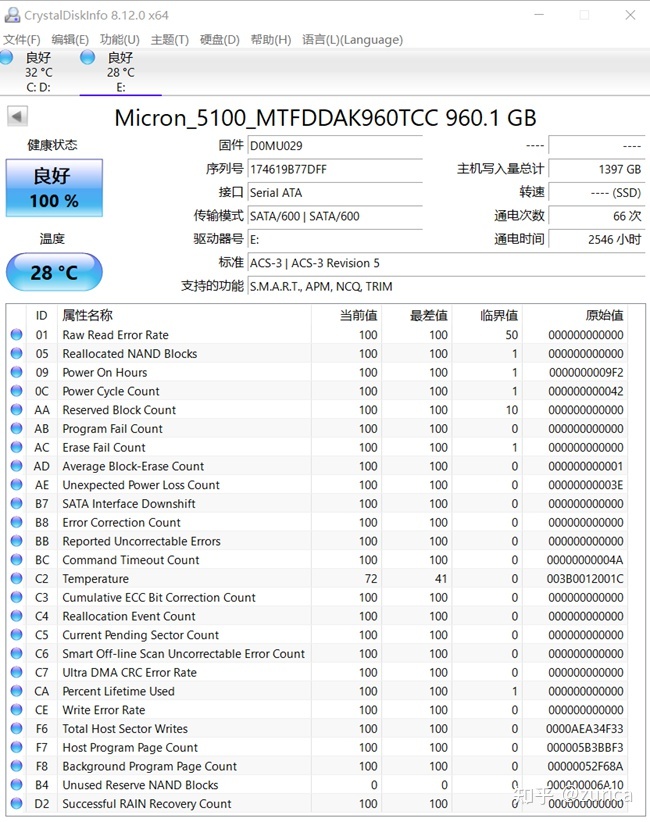 CrystalDiskInfo 8.12.0 x64
文件(F) 编辑(E) 功能(U) 主题(T) 硬盘(D) 帮助(H) 语言(L)(Language)
良好 良好
32 °C 28 °C
C: D: E:
Micron_5100_MTFDDAK960TCC 960.1 GB
健康状态
良好
100 %
温度
28 °C
固件 D0MU029 ---- ----
序列号 174619B77DFF 主机写入量总计 1397 GB
接口 Serial ATA 转速 ---- (SSD)
传输模式 SATA/600 | SATA/600 通电次数 66 次
驱动器号 E: 通电时间 2546 小时
标准 ACS-3 | ACS-3 Revision 5
支持的功能 S.M.A.R.T., APM, NCQ, TRIM
ID 属性名称 当前值 最差值 临界值 原始值
01 Raw Read Error Rate 100 100 50 000000000000
05 Reallocated NAND Blocks 100 100 1 000000000000
09 Power On Hours 100 100 1 0000000009F2
0C Power Cycle Count 100 100 1 000000000042
AA Reserved Block Count 100 100 10 000000000000
AB Program Fail Count 100 100 0 000000000000
AC Erase Fail Count 100 100 1 000000000000
AD Average Block-Erase Count 100 100 0 000000000001
AE Unexpected Power Loss Count 100 100 0 00000000003E
B7 SATA Interface Downshift 100 100 0 000000000000
B8 Error Correction Count 100 100 0 000000000000
BB Reported Uncorrectable Errors 100 100 0 000000000000
BC Command Timeout Count 100 100 0 00000000004A
C2 Temperature 72 41 0 003B0012001C
C3 Cumulative ECC Bit Correction Count 100 100 0 000000000000
C4 Reallocation Event Count 100 100 0 000000000000
C5 Current Pending Sector Count 100 100 0 000000000000
C6 Smart Off-line Scan Uncorrectable Error Count 100 100 0 000000000000
C7 Ultra DMA CRC Error Rate 100 100 0 000000000000
CA Percent Lifetime Used 100 100 1 000000000000
CE Write Error Rate 100 100 0 000000000000
F6 Total Host Sector Writes 100 100 0 0000AEA34F33
F7 Host Program Page Count 100 100 0 000005B3BBF3
F8 Background Program Page Count 100 100 0 00000052F68A
B4 Unused Reserve NAND Blocks 0 0 0 000000006A10
D2 Successful RAIN Recovery Count 100 100 0 000000000000
知乎 @zunca